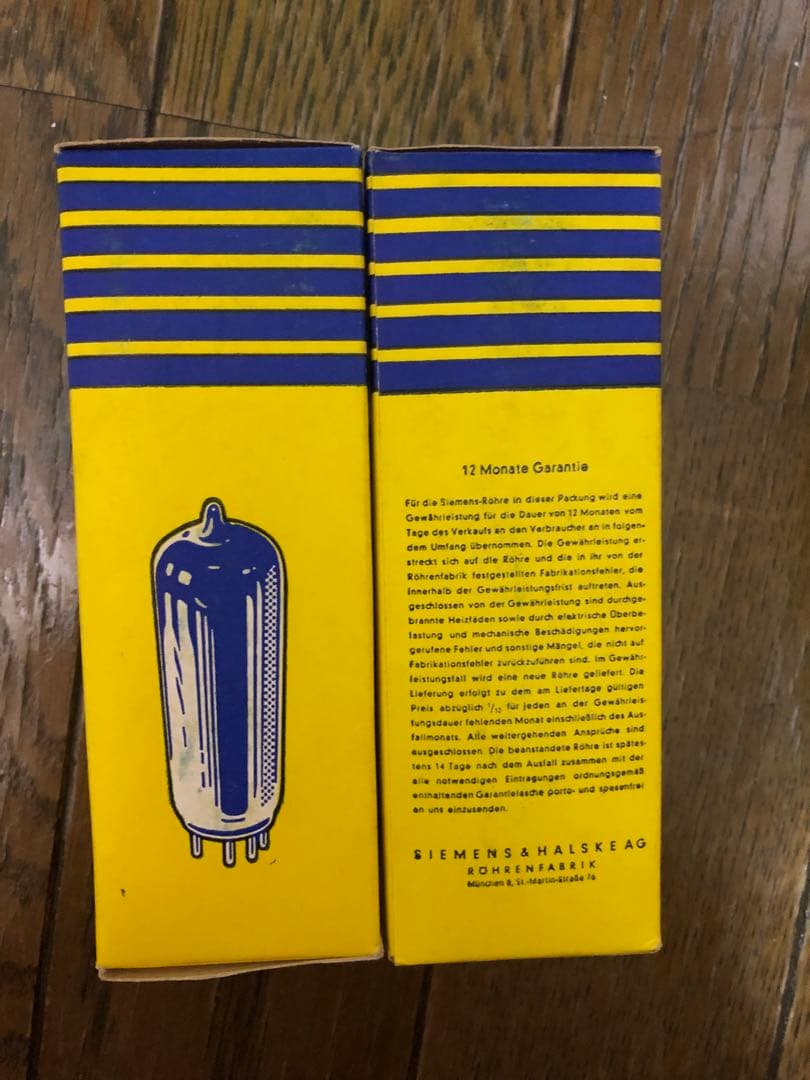 12 Monate Garantie
Für die Siemens-Röhre in dieser Packung wird eine
Gewährleistung für die Dauer von 12 Monaten vom
Tage des Verkaufs an den Verbraucher an in folgen-
dem Umfang übernommen. Die Gewährleistung er-
streckt sich auf die Röhre und die in ihr von der
Röhrenfabrik festgestellten Fabrikationsfehler, die
innerhalb der Gewährleistungsfrist auftreten. Aus-
geschlossen von der Gewährleistung sind durchge-
brannte Heizfäden sowie durch elektrische Überbe-
lastung und mechanische Beschädigungen hervor-
gerufene Fehler und sonstige Mängel, die nicht auf
Fabrikationsfehler zurückzuführen sind. Im Gewähr-
leistungsfall wird eine neue Röhre geliefert. Die
Lieferung erfolgt zu dem am Liefertage gültigen
Preis abzüglich 1/12 für jeden an der Gewährleis-
tungsdauer fehlenden Monat einschließlich des Aus-
fallmonats. Alle weitergehenden Ansprüche sind
ausgeschlossen. Die beanstandete Röhre ist spätes-
tens 14 Tage nach dem Ausfall zusammen mit der
alle notwendigen Eintragungen ordnungsgemäß
enthaltenden Garantielasche porto- und spesenfrei
an uns einzusenden.
SIEMENS & HALSKE AG
RÖHRENFABRIK
München 8, St.-Martin-Straße 76